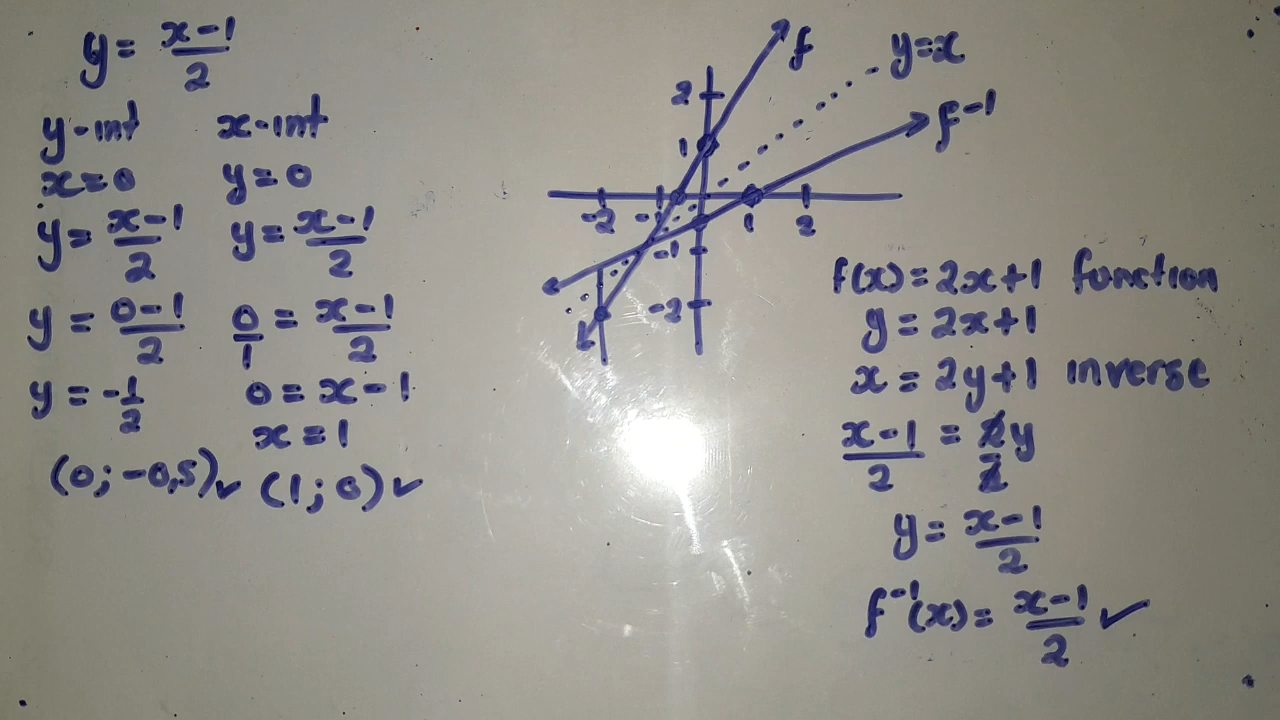 y = x-1/2
y-int x-int
x=0 y=0
y= x-1/2 y= x-1/2
y = 0-1/2 0/1 = x-1/2
y = -1/2 0 = x-1
x=1
(0;-0,5)✓ (1;0)✓
f
y=x
2
f⁻¹
1
-2 -1 1 2
-1
-2
f(x)=2x+1 function
y=2x+1
x=2y+1 inverse
x-1/2 = 2/2 y
y= x-1/2
f⁻¹(x)= x-1/2 ✓